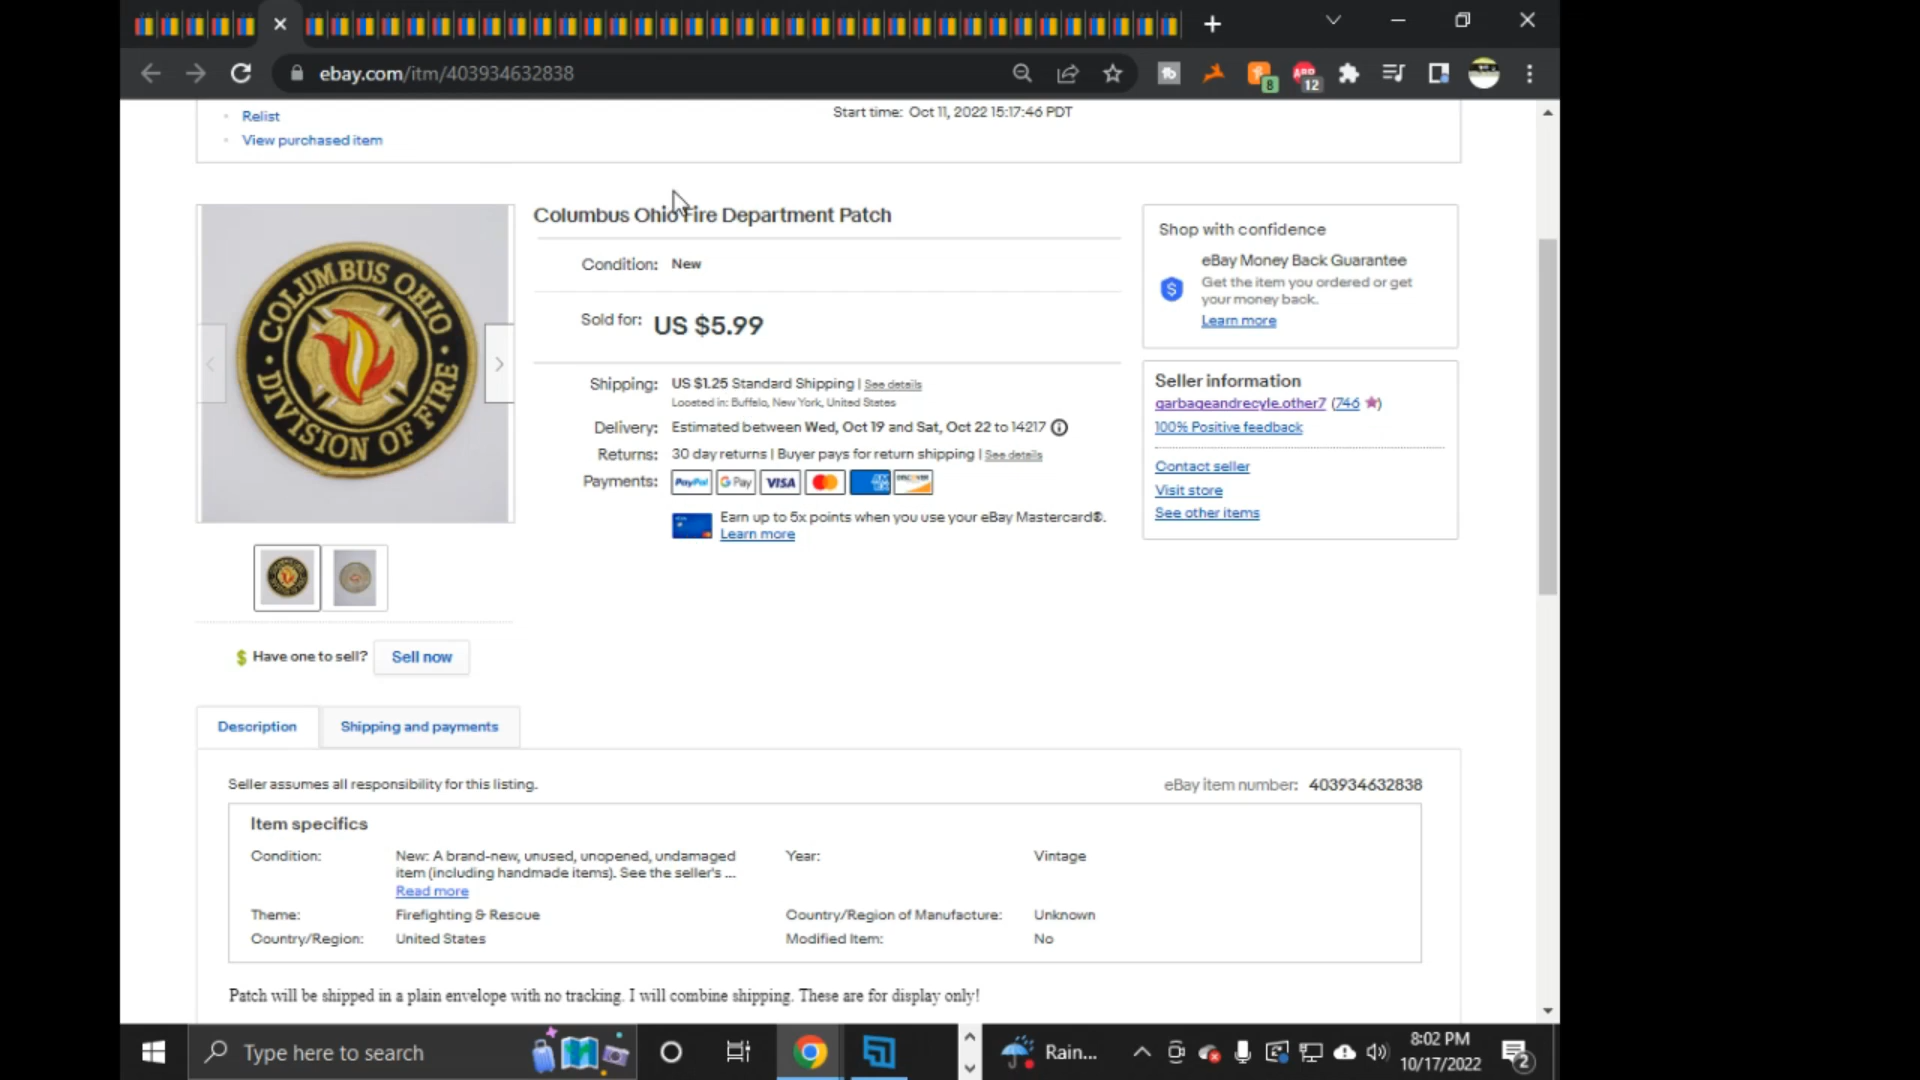 ebay.com/itm/403934632838
8
12
Relist
Start time: Oct 11, 2022 15:17:46 PDT
View purchased item
Columbus Ohio Fire Department Patch
COLUMBUS OHIO
DIVISION OF FIRE
Condition: New
Sold for: US $5.99
Shipping: US $1.25 Standard Shipping | See details
Located in: Buffalo, New York, United States
Delivery: Estimated between Wed, Oct 19 and Sat, Oct 22 to 14217
Returns: 30 day returns | Buyer pays for return shipping | See details
Payments: PayPal G Pay VISA AM EX DISCOVER
Earn up to 5x points when you use your eBay Mastercard®.
Learn more
Shop with confidence
eBay Money Back Guarantee
Get the item you ordered or get
your money back.
Learn more
Seller information
garbageandrecyle.other7 (746)
100% Positive feedback
Contact seller
Visit store
See other items
Have one to sell? Sell now
Description
Shipping and payments
Seller assumes all responsibility for this listing.
eBay item number: 403934632838
Item specifics
Condition: New: A brand-new, unused, unopened, undamaged
item (including handmade items). See the seller's ...
Read more
Year: Vintage
Theme: Firefighting & Rescue
Country/Region of Manufacture: Unknown
Country/Region: United States
Modified Item: No
Patch will be shipped in a plain envelope with no tracking. I will combine shipping. These are for display only!
Type here to search
Rain...
8:02 PM
10/17/2022
2